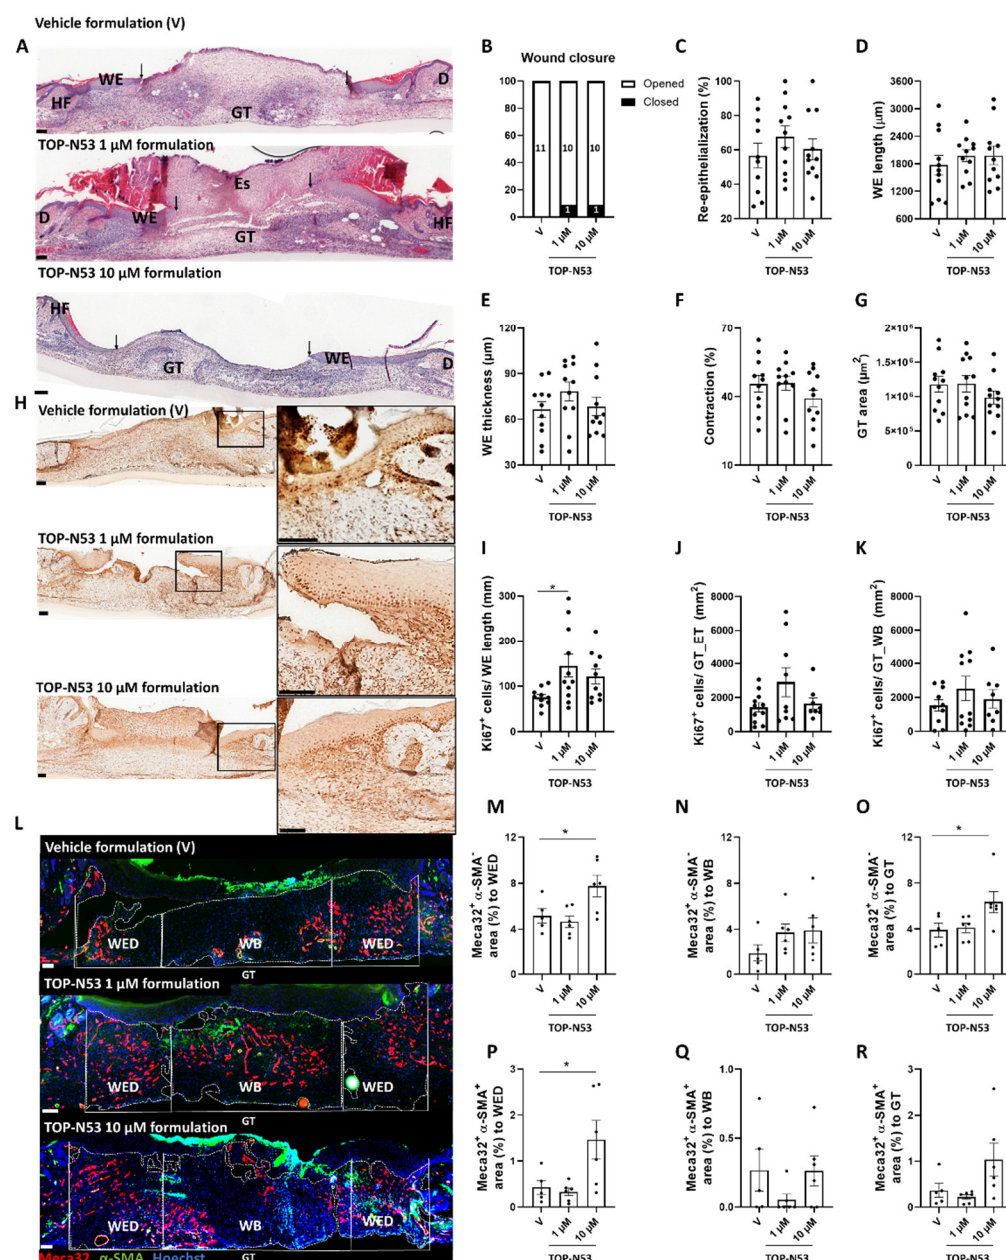 Vehicle formulation (V)
A
WE
D
HF
GT
TOP-N53 1 µM formulation
Es
D
WE
HF
GT
TOP-N53 10 µM formulation
HF
GT
WE
D
B
Wound closure
100
80
60
40
20
0
11
10
10
1
1
Opened
Closed
V
1 µM
10 µM
TOP-N53
C
Re-epithelialization (%)
100
80
60
40
20
V
1 µM
10 µM
TOP-N53
D
WE length (µm)
3600
3000
2400
1800
1200
600
V
1 µM
10 µM
TOP-N53
E
WE thickness (µm)
120
90
60
30
V
1 µM
10 µM
TOP-N53
F
Contraction (%)
70
40
10
V
1 µM
10 µM
TOP-N53
G
GT area (µm²)
2×10⁶
1.5×10⁶
1×10⁶
5×10⁵
0
V
1 µM
10 µM
TOP-N53
H
Vehicle formulation (V)
TOP-N53 1 µM formulation
TOP-N53 10 µM formulation
I
Ki67⁺ cells/ WE length (mm)
300
200
100
0
*
V
1 µM
10 µM
TOP-N53
J
Ki67⁺ cells/ GT_ET (mm²)
8000
6000
4000
2000
0
V
1 µM
10 µM
TOP-N53
K
Ki67⁺ cells/ GT_WB (mm²)
8000
6000
4000
2000
0
V
1 µM
10 µM
TOP-N53
L
Vehicle formulation (V)
WED
WB
WED
GT
TOP-N53 1 µM formulation
WED
WB
WED
GT
TOP-N53 10 µM formulation
WED
WB
WED
GT
Meca32 α-SMA Hoechst
M
Meca32⁺ α-SMA⁻
area (%) to WED
12
8
4
0
*
V
1 µM
10 µM
TOP-N53
N
Meca32⁺ α-SMA⁻
area (%) to WB
12
8
4
0
V
1 µM
10 µM
TOP-N53
O
Meca32⁺ α-SMA⁻
area (%) to GT
12
8
4
0
*
V
1 µM
10 µM
TOP-N53
P
Meca32⁺ α-SMA⁺
area (%) to WED
3
2
1
0
*
V
1 µM
10 µM
TOP-N53
Q
Meca32⁺ α-SMA⁺
area (%) to WB
1.0
0.5
0.0
V
1 µM
10 µM
TOP-N53
R
Meca32⁺ α-SMA⁺
area (%) to GT
3
2
1
0
V
1 µM
10 µM
TOP-N53